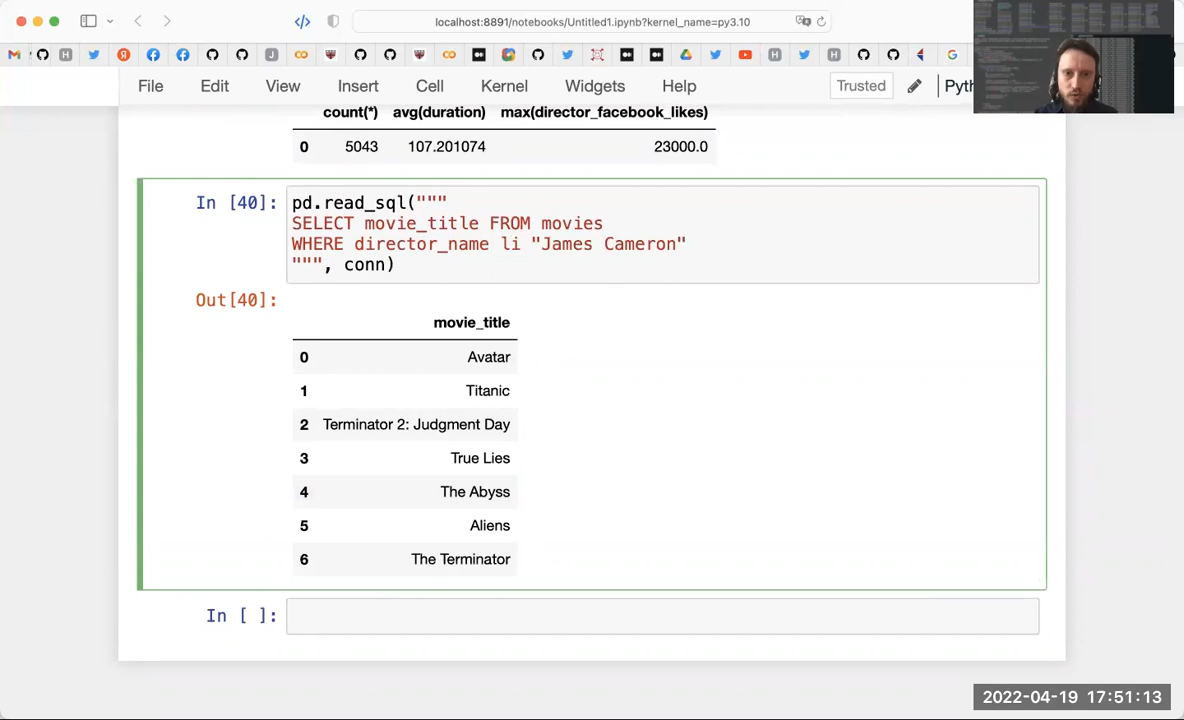 localhost:8891/notebooks/Untitled1.ipynb?kernel_name=py3.10
File Edit View Insert Cell Kernel Widgets Help Trusted Pyth
count(*) avg(duration) max(director_facebook_likes)
0 5043 107.201074 23000.0
In [40]: pd.read_sql("""
SELECT movie_title FROM movies
WHERE director_name li "James Cameron"
""", conn)
Out[40]:
movie_title
0 Avatar
1 Titanic
2 Terminator 2: Judgment Day
3 True Lies
4 The Abyss
5 Aliens
6 The Terminator
In [ ]:
2022-04-19 17:51:13